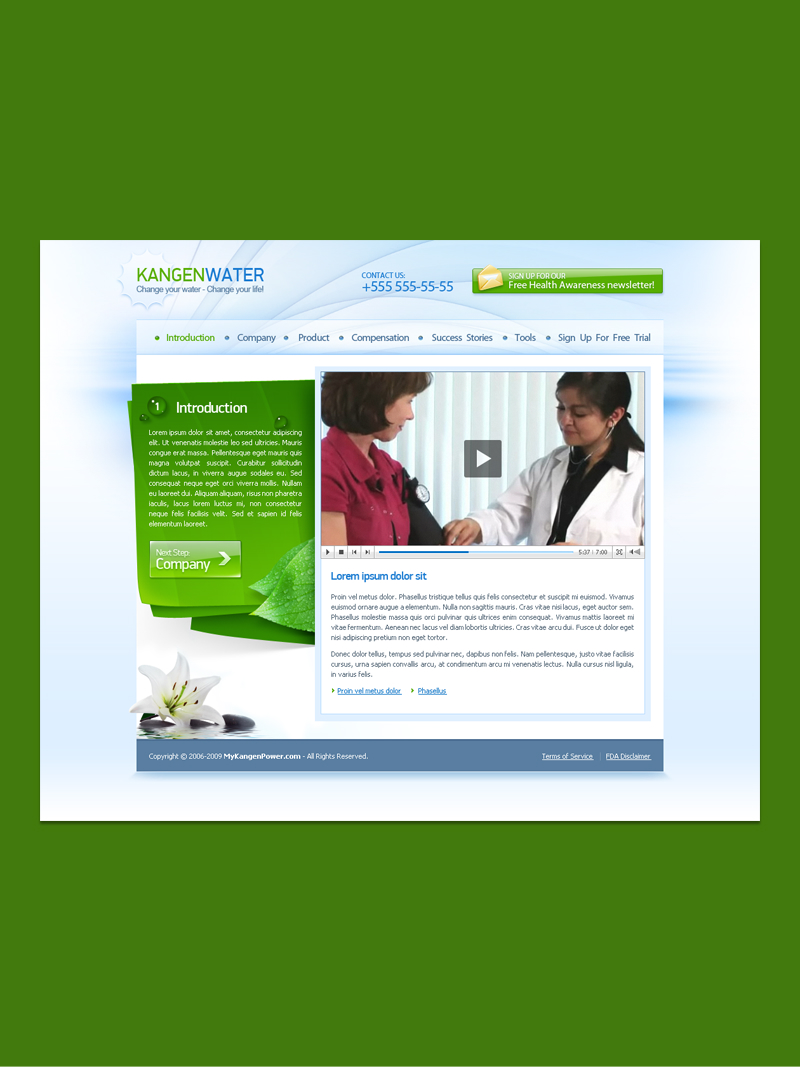 KANGENWATER
Change your water - Change your life!
CONTACT US:
+555 555-55-55
SIGN UP FOR OUR
Free Health Awareness newsletter!
Introduction Company Product Compensation Success Stories Tools Sign Up For Free Trial
1 Introduction
Lorem ipsum dolor sit amet, consectetur adipiscing
elit. Ut venenatis molestie leo sed ultricies. Mauris
congue erat massa. Pellentesque eget mauris quis
magna volutpat suscipit. Curabitur sollicitudin
dictum lacus, in viverra augue sodales eu. Sed
consequat neque eget orci viverra mollis. Nullam
eu laoreet dui. Aliquam aliquam, risus non pharetra
iaculis, lacus lorem luctus mi, non consectetur
neque felis facilisis velit. Sed et sapien id felis
elementum laoreet.
Next Step
Company
5:07 | 7:00
Lorem ipsum dolor sit
Proin vel metus dolor. Phasellus tristique tellus quis felis consectetur et suscipit mi euismod. Vivamus
euismod ornare augue a elementum. Nulla non sagittis mauris. Cras vitae nisi lacus, eget auctor sem.
Phasellus molestie massa quis orci pulvinar quis ultrices enim consequat. Vivamus mattis laoreet mi
vitae fermentum. Aenean nec lacus vel diam lobortis ultricies. Cras vitae arcu dui. Fusce ut dolor eget
nisi adipiscing pretium non eget tortor.
Donec dolor tellus, tempus sed pulvinar nec, dapibus non felis. Nam pellentesque, justo vitae facilisis
cursus, urna sapien convallis arcu, at condimentum arcu mi venenatis lectus. Nulla cursus nisl ligula,
in varius felis.
Proin vel metus dolor Phasellus
Copyright © 2006-2009 MyKangenPower.com - All Rights Reserved.
Terms of Service | FDA Disclaimer